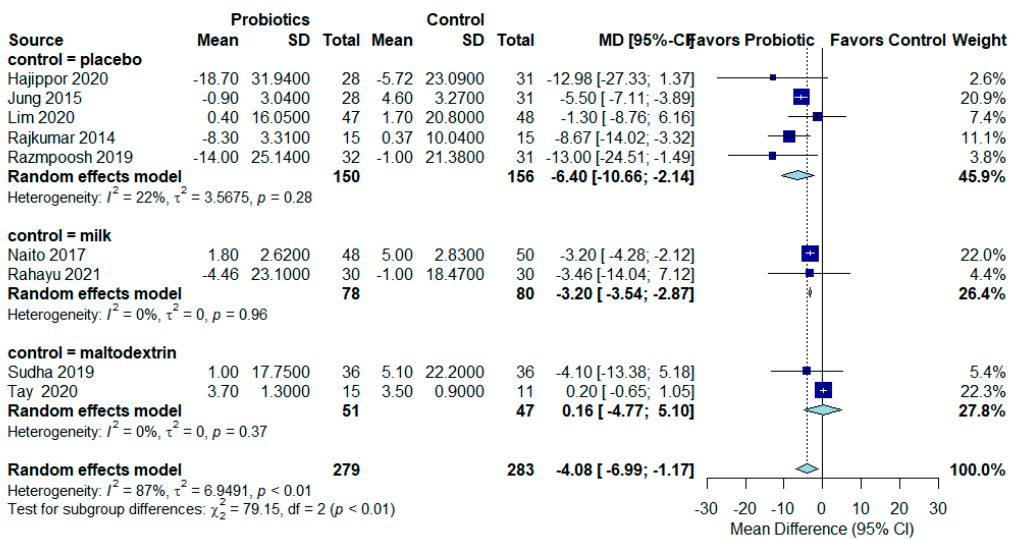 Probiotics Control
Source Mean SD Total Mean SD Total MD [95%-CI] Favors Probiotic Favors Control Weight
control = placebo
Hajippor 2020 -18.70 31.9400 28 -5.72 23.0900 31 -12.98 [-27.33; 1.37] 2.6%
Jung 2015 -0.90 3.0400 28 4.60 3.2700 31 -5.50 [ -7.11; -3.89] 20.9%
Lim 2020 0.40 16.0500 47 1.70 20.8000 48 -1.30 [ -8.76; 6.16] 7.4%
Rajkumar 2014 -8.30 3.3100 15 0.37 10.0400 15 -8.67 [-14.02; -3.32] 11.1%
Razmpoosh 2019 -14.00 25.1400 32 -1.00 21.3800 31 -13.00 [-24.51; -1.49] 3.8%
Random effects model 150 156 -6.40 [-10.66; -2.14] 45.9%
Heterogeneity: I² = 22%, τ² = 3.5675, p = 0.28
control = milk
Naito 2017 1.80 2.6200 48 5.00 2.8300 50 -3.20 [ -4.28; -2.12] 22.0%
Rahayu 2021 -4.46 23.1000 30 -1.00 18.4700 30 -3.46 [-14.04; 7.12] 4.4%
Random effects model 78 80 -3.20 [ -3.54; -2.87] 26.4%
Heterogeneity: I² = 0%, τ² = 0, p = 0.96
control = maltodextrin
Sudha 2019 1.00 17.7500 36 5.10 22.2000 36 -4.10 [-13.38; 5.18] 5.4%
Tay 2020 3.70 1.3000 15 3.50 0.9000 11 0.20 [ -0.65; 1.05] 22.3%
Random effects model 51 47 0.16 [ -4.77; 5.10] 27.8%
Heterogeneity: I² = 0%, τ² = 0, p = 0.37
Random effects model 279 283 -4.08 [ -6.99; -1.17] 100.0%
Heterogeneity: I² = 87%, τ² = 6.9491, p < 0.01
Test for subgroup differences: χ²₂ = 79.15, df = 2 (p < 0.01)
-30 -20 -10 0 10 20 30
Mean Difference (95% CI)